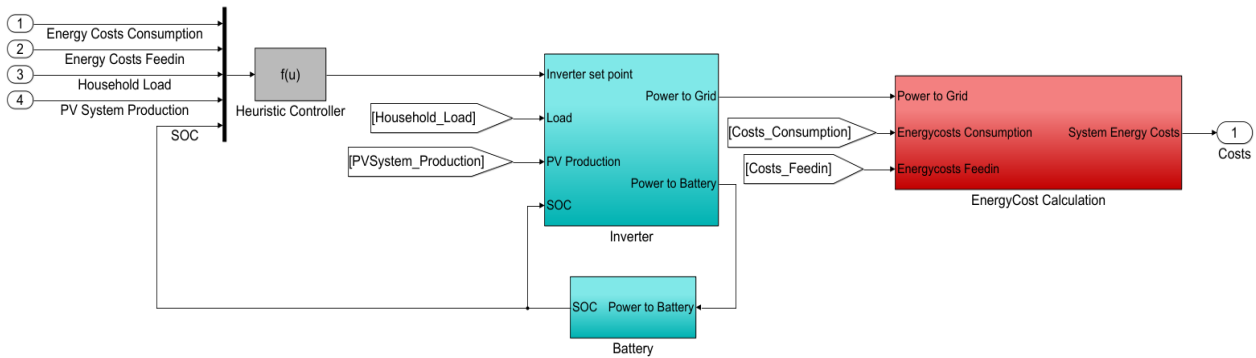 1
Energy Costs Consumption
2
Energy Costs Feedin
3
Household Load
4
PV System Production
SOC
f(u)
Heuristic Controller
[Household_Load]
[PVSystem_Production]
Inverter set point
Power to Grid
Load
PV Production
Power to Battery
SOC
Inverter
SOC Power to Battery
Battery
[Costs_Consumption]
[Costs_Feedin]
Power to Grid
Energycosts Consumption
System Energy Costs
Energycosts Feedin
EnergyCost Calculation
1
Costs